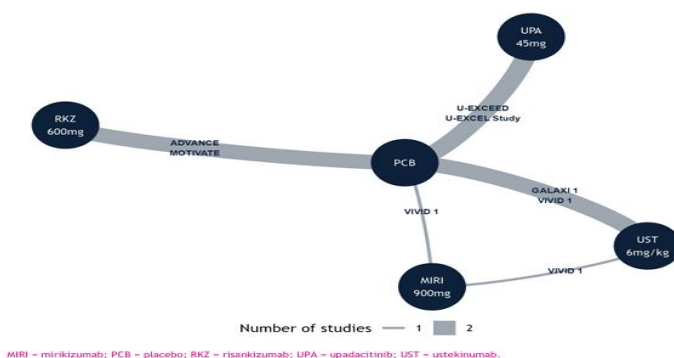 UPA
45mg
U-EXCEED
U-EXCEL Study
RKZ
600mg
ADVANCE
MOTIVATE
PCB
GALAXI 1
VIVID 1
VIVID 1
UST
6mg/kg
VIVID 1
MIRI
900mg
Number of studies 1 2
MIRI = mirikizumab; PCB = placebo; RKZ = risankizumab; UPA = upadacitinib; UST = ustekinumab.